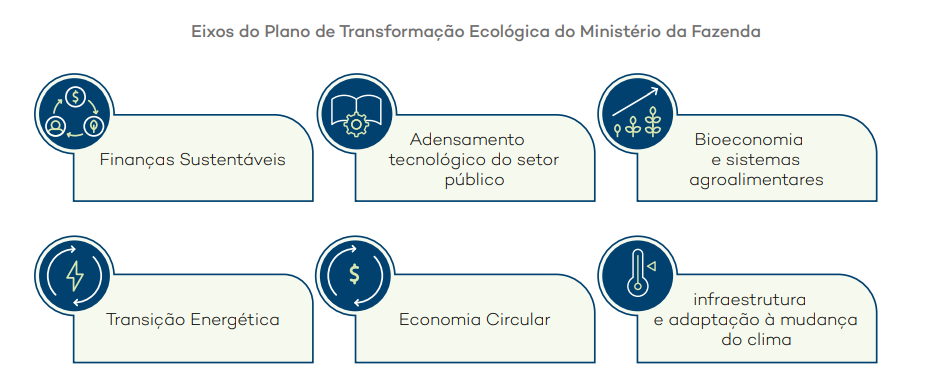 Eixos do Plano de Transformação Ecológica do Ministério da Fazenda
$
Finanças Sustentáveis
Adensamento
tecnológico do setor
público
Bioeconomia
e sistemas
agroalimentares
Transição Energética
$
Economia Circular
infraestrutura
e adaptação à mudança
do clima